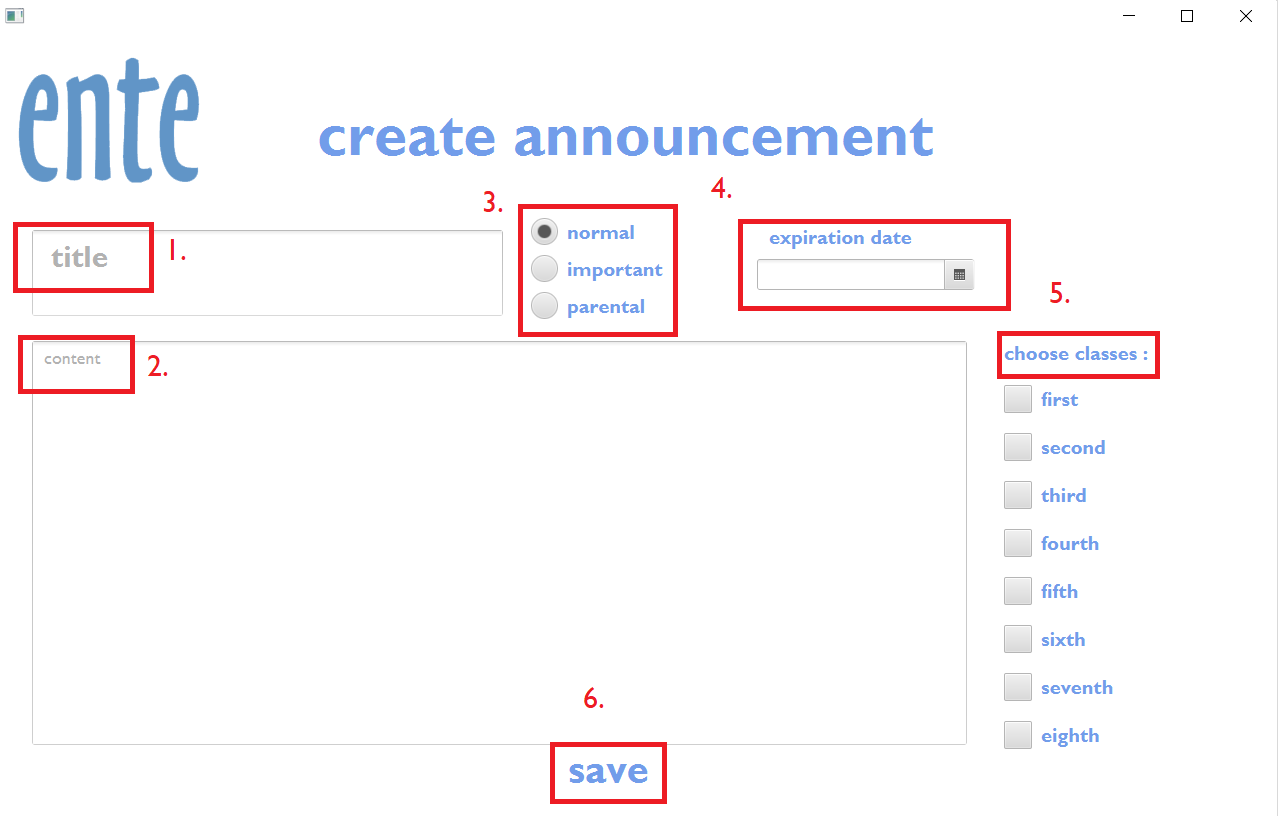 ente
create announcement
title
1.
3.
normal
important
parental
4.
expiration date
content
2.
5.
choose classes :
first
second
third
fourth
fifth
sixth
seventh
eighth
6.
save